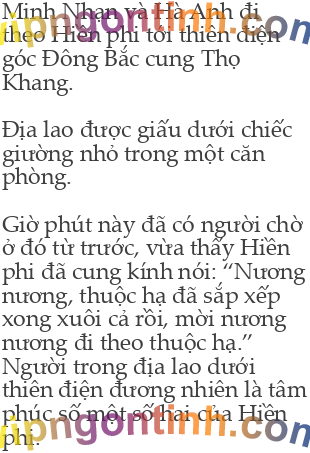 Minh Nhạn và Hà Anh đi
theo Hiền phi tới thiên điện
góc Đông Bắc cung Thọ
Khang.
Địa lao được giấu dưới chiếc
giường nhỏ trong một căn
phòng.
Giờ phút này đã có người chờ
ở đó từ trước, vừa thấy Hiền
phi đã cung kính nói: “Nương
nương, thuộc hạ đã sắp xếp
xong xuôi cả rồi, mời nương
nương đi theo thuộc hạ.”
Người trong địa lao dưới
thiên điện đương nhiên là tâm
phúc số một số hai của Hiền
phi.
vipngontinh.com
vipngontinh.com